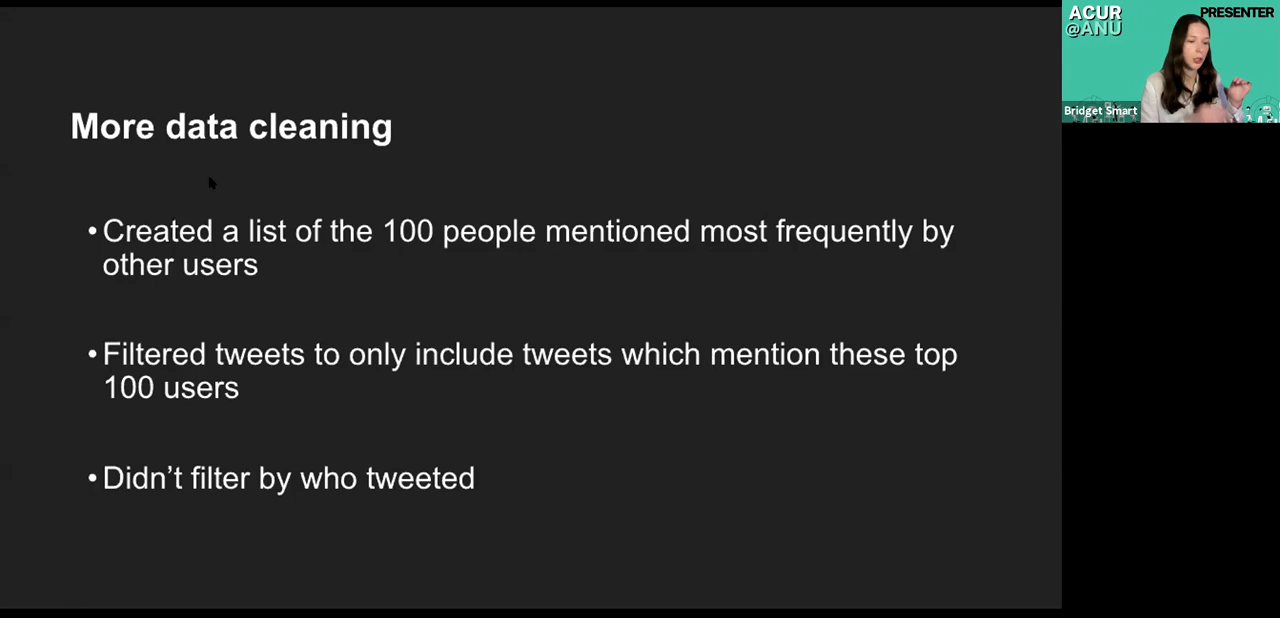 More data cleaning
•Created a list of the 100 people mentioned most frequently by
other users
•Filtered tweets to only include tweets which mention these top
100 users
•Didn’t filter by who tweeted
ACUR
@ANU
PRESENTER
Bridget Smart